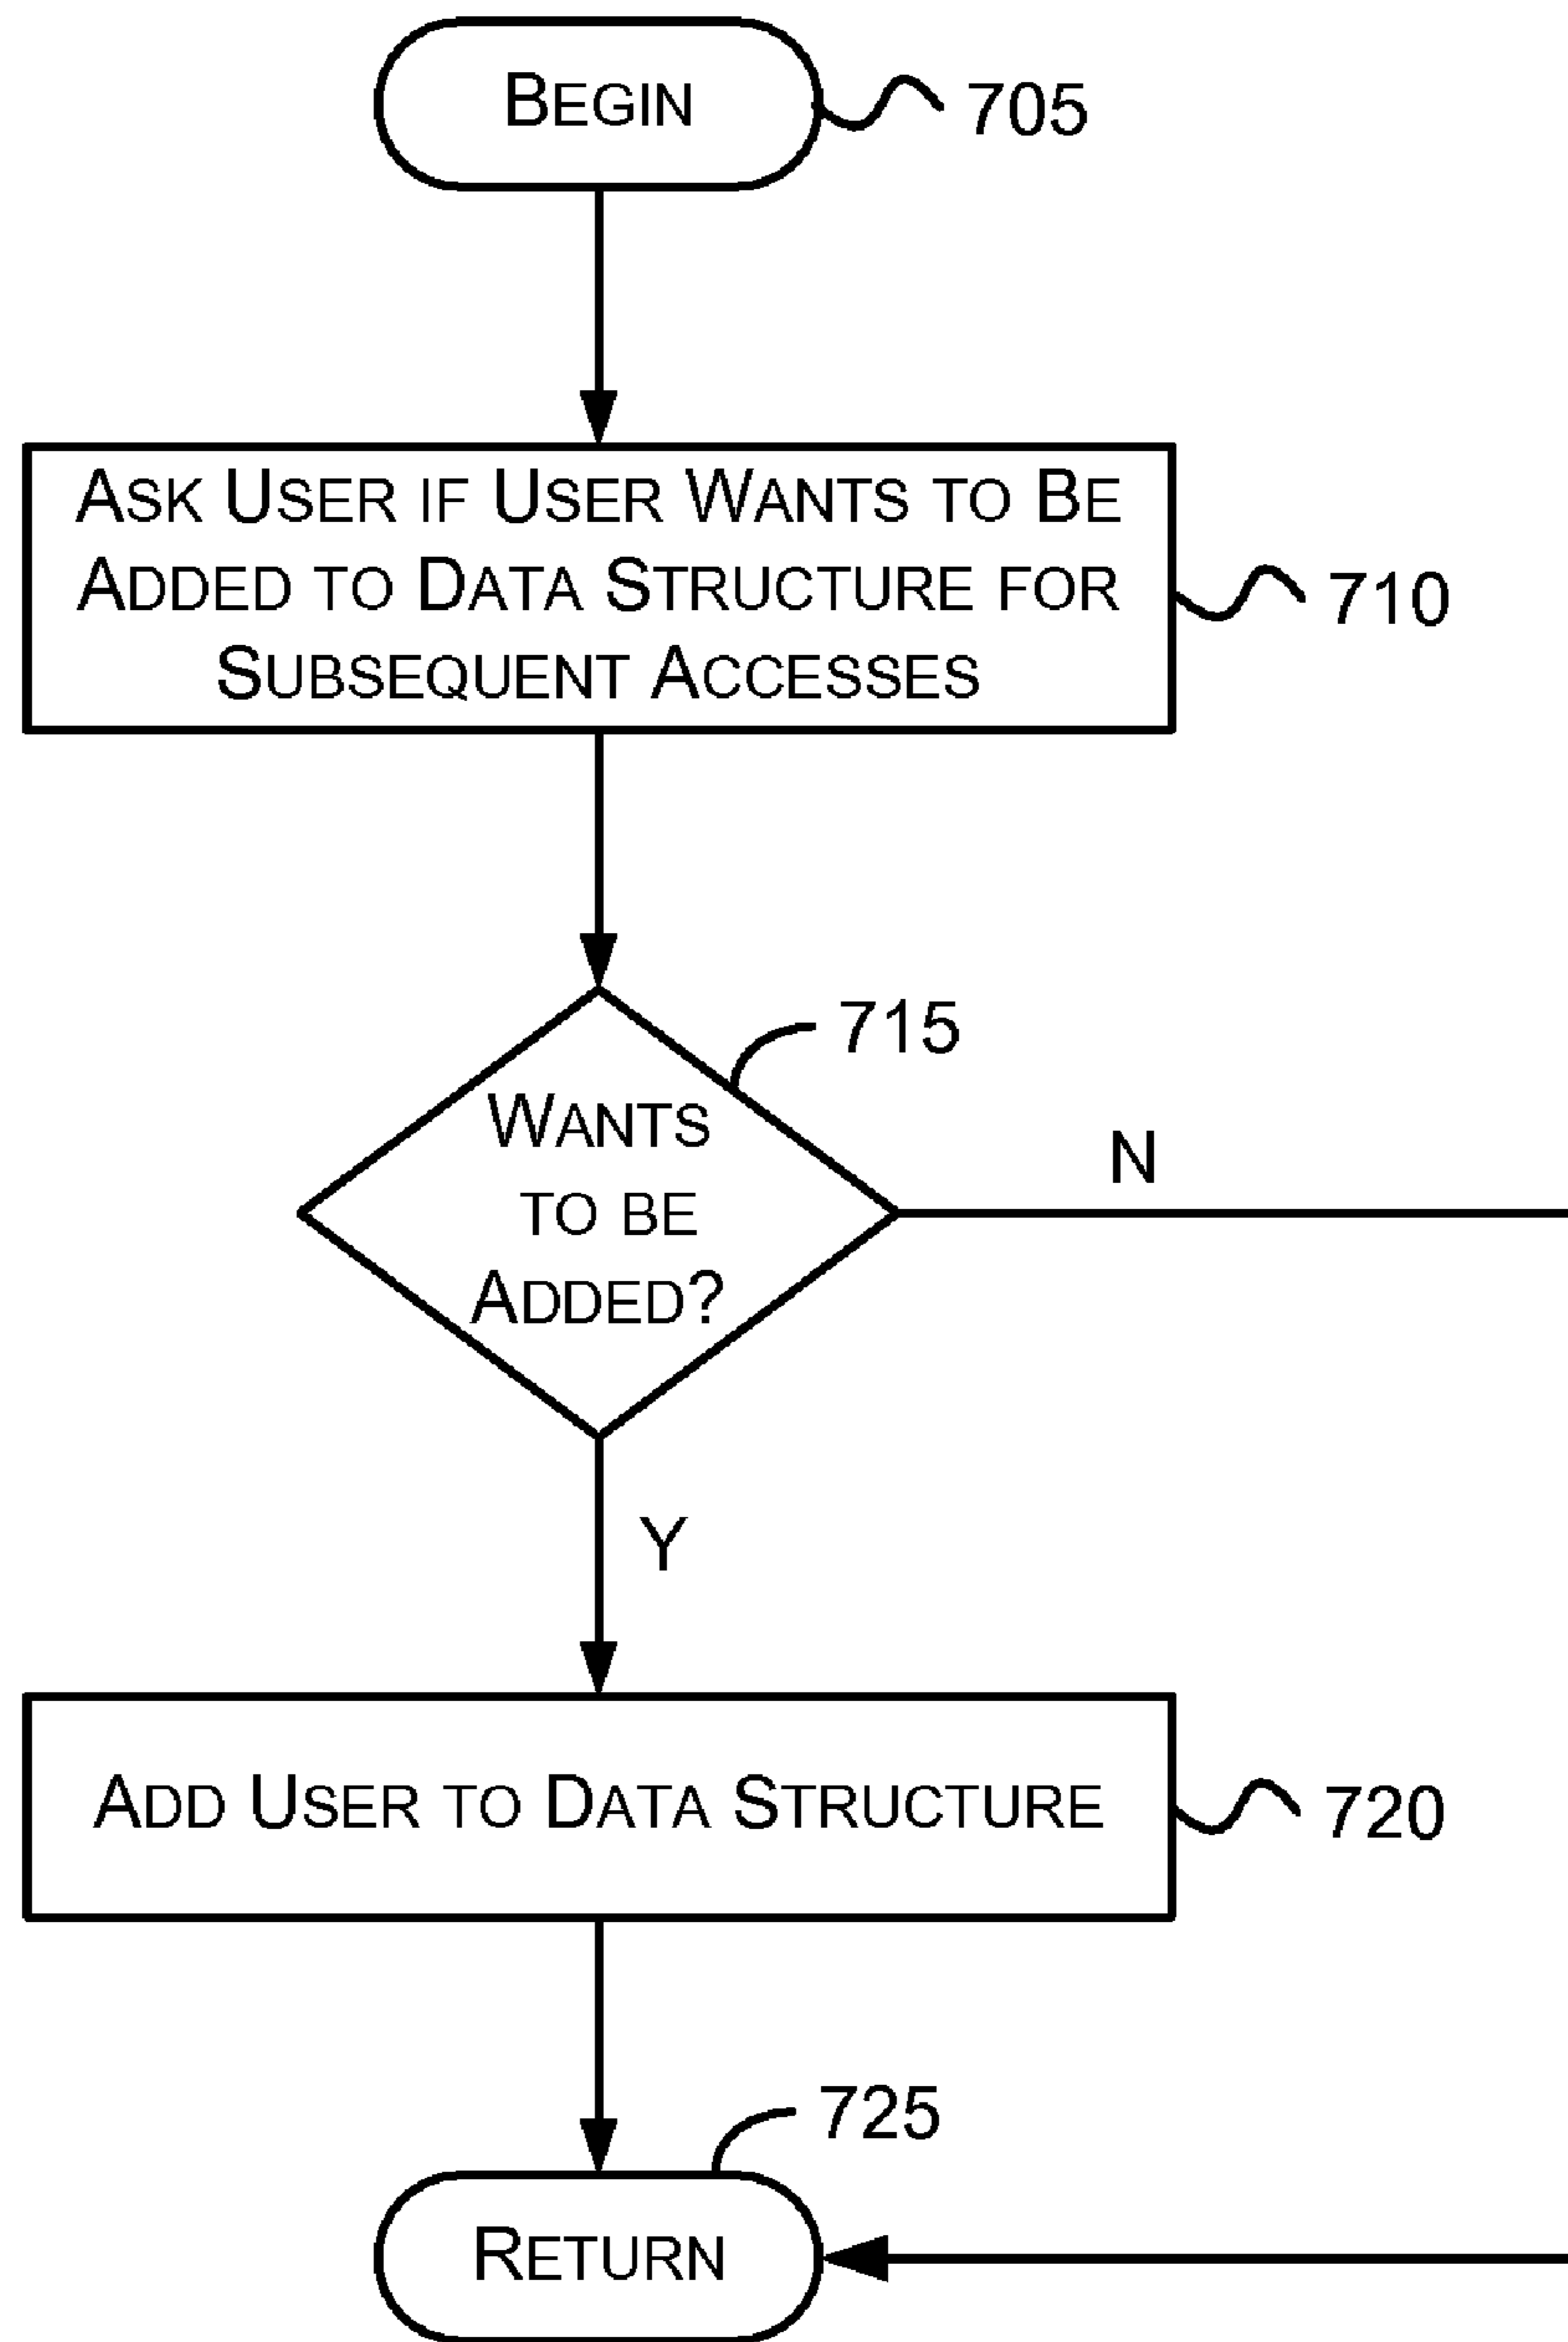 BEGIN
705
ASK USER IF USER WANTS TO BE
ADDED TO DATA STRUCTURE FOR
SUBSEQUENT ACCESSES
710
715
WANTS
TO BE
ADDED?
N
Y
ADD USER TO DATA STRUCTURE
720
725
RETURN